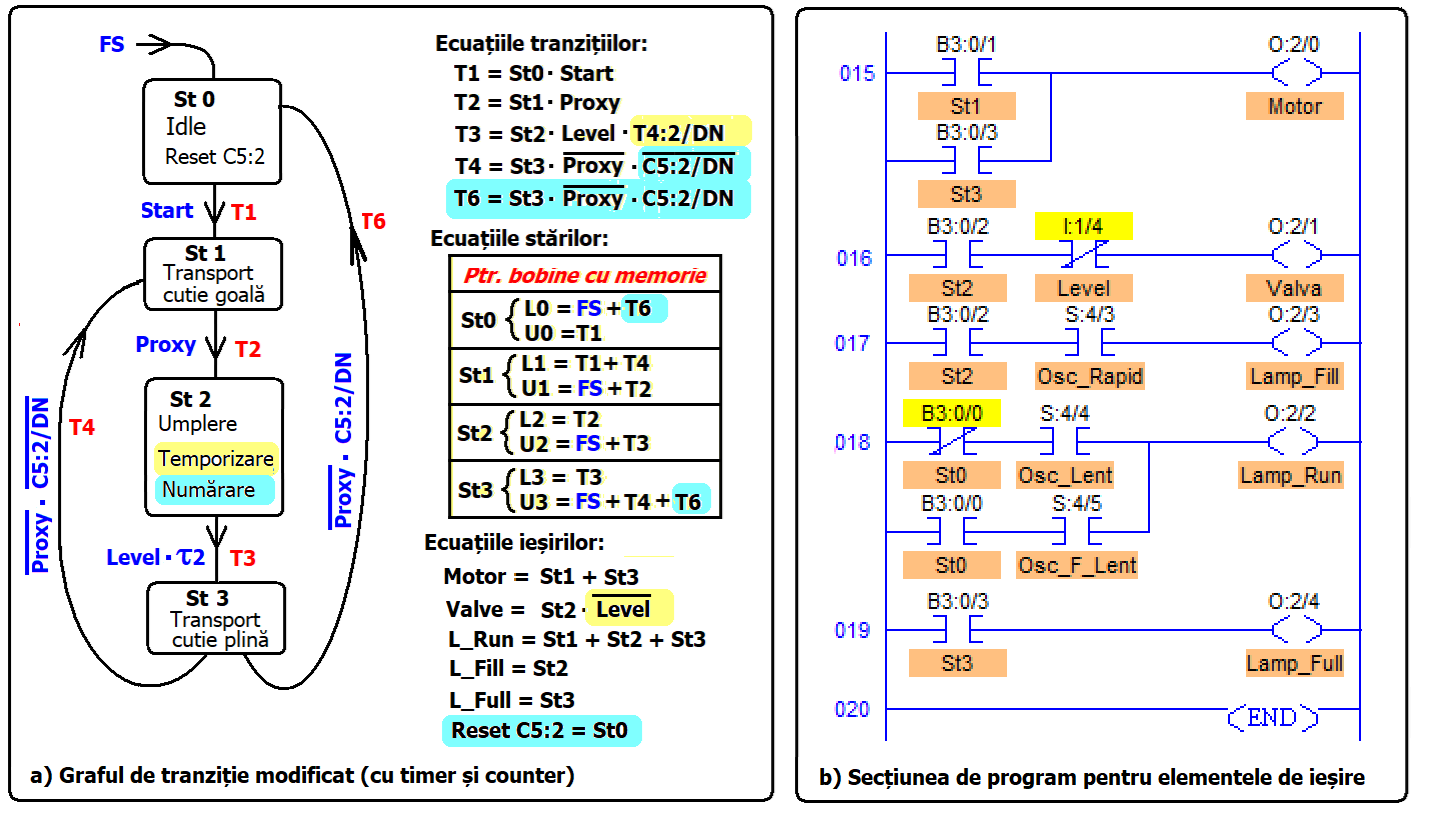 FS
St 0
Idle
Reset C5:2
Start
T1
T6
St 1
Transport
cutie goală
Proxy
T2
St 2
Umplere
Temporizare
Numărare
T4
Proxy · C5:2/DN
Proxy · C5:2/DN
Level · τ2
T3
St 3
Transport
cutie plină
Ecuațiile tranzițiilor:
T1 = St0 · Start
T2 = St1 · Proxy
T3 = St2 · Level · T4:2/DN
T4 = St3 · P̅r̅o̅x̅y̅ · C̅5̅:̅2̅/̅D̅N̅
T6 = St3 · P̅r̅o̅x̅y̅ · C5:2/DN
Ecuațiile stărilor:
Ptr. bobine cu memorie
St0 { L0 = FS + T6
U0 =T1
St1 { L1 = T1+ T4
U1 = FS + T2
St2 { L2 = T2
U2 = FS + T3
St3 { L3 = T3
U3 = FS + T4 + T6
Ecuațiile ieșirilor:
Motor = St1 + St3
Valve = St2 · L̅e̅v̅e̅l̅
L_Run = St1 + St2 + St3
L_Fill = St2
L_Full = St3
Reset C5:2 = St0
a) Graful de tranziție modificat (cu timer și counter)
B3:0/1 O:2/0
015
St1 Motor
B3:0/3
St3
B3:0/2 I:1/4 O:2/1
016
St2 Level Valva
B3:0/2 S:4/3 O:2/3
017
St2 Osc_Rapid Lamp_Fill
B3:0/0 S:4/4 O:2/2
018
St0 Osc_Lent Lamp_Run
B3:0/0 S:4/5
St0 Osc_F_Lent
B3:0/3 O:2/4
019
St3 Lamp_Full
020
END
b) Secțiunea de program pentru elementele de ieșire